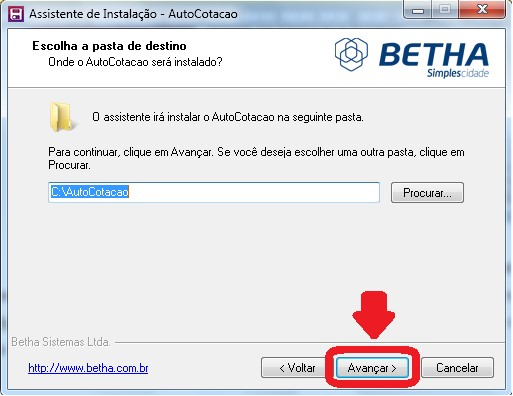 Assistente de Instalação - AutoCotacao
Escolha a pasta de destino
Onde o AutoCotacao será instalado?
BETHA
Simplescidade
O assistente irá instalar o AutoCotacao na seguinte pasta.
Para continuar, clique em Avançar. Se você deseja escolher uma outra pasta, clique em
Procurar.
C:\AutoCotacao
Procurar...
Betha Sistemas Ltda.
http://www.betha.com.br
< Voltar
Avançar >
Cancelar